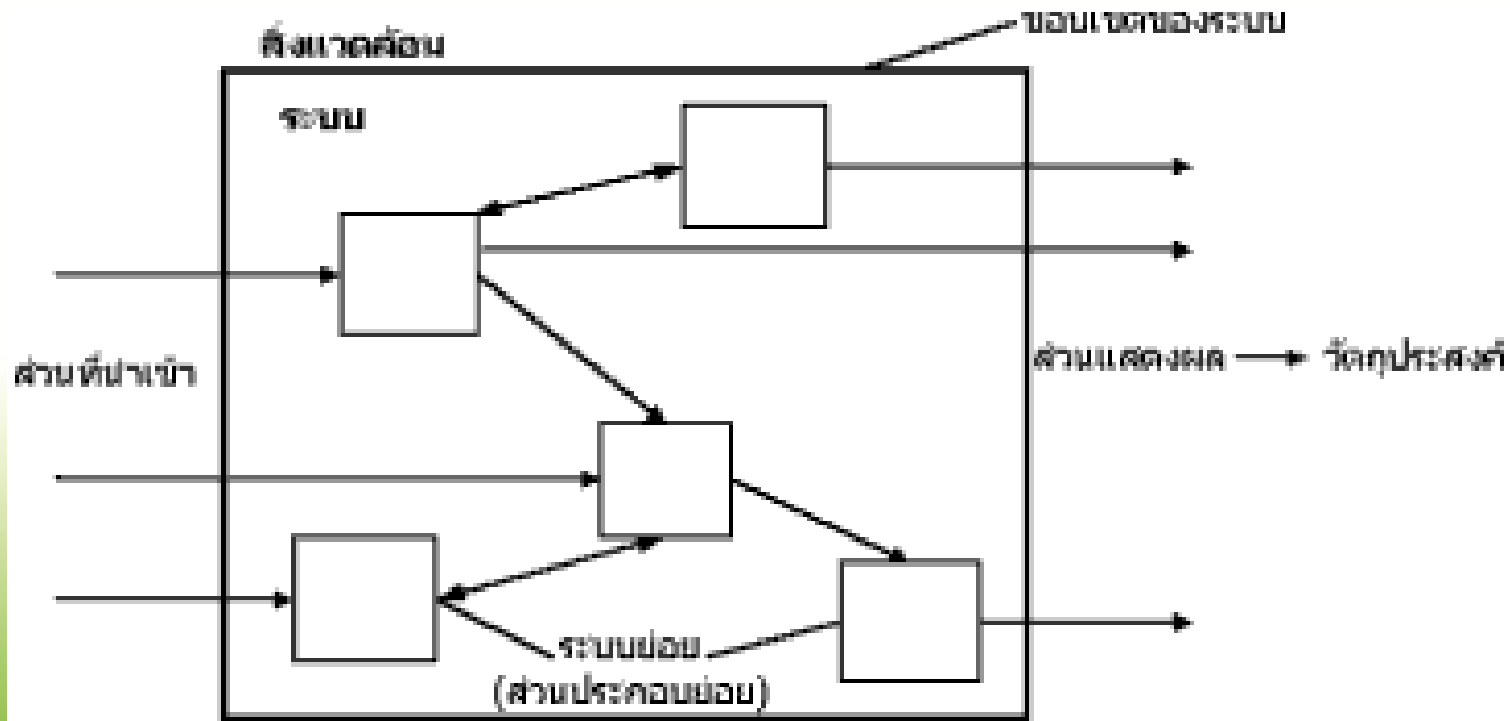 ขอบเขตของระบบ
สิ่งแวดล้อม
ระบบ
ส่วนที่นำเข้า
ส่วนแสดงผล
วัตถุประสงค์
ระบบย่อย
(ส่วนประกอบย่อย)